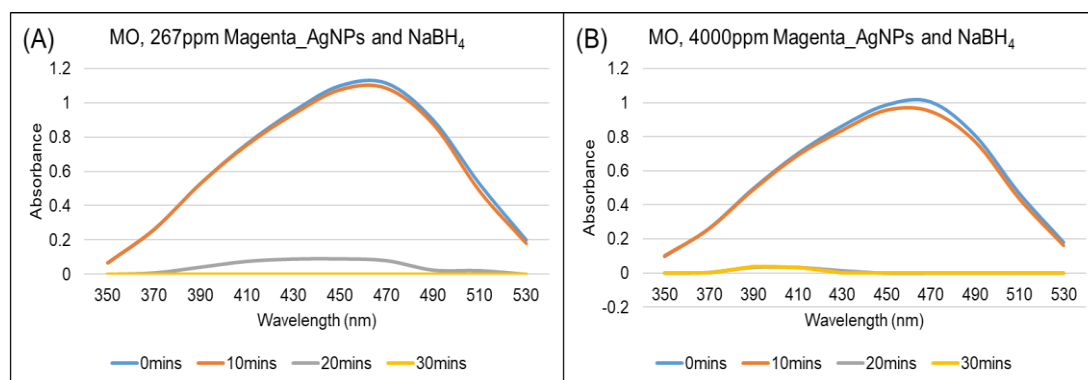 (A) MO, 267ppm Magenta_AgNPs and NaBH₄
1.2
1
0.8
0.6
0.4
0.2
0
Absorbance
350 370 390 410 430 450 470 490 510 530
Wavelength (nm)
0mins 10mins 20mins 30mins
(B) MO, 4000ppm Magenta_AgNPs and NaBH₄
1.2
1
0.8
0.6
0.4
0.2
0
-0.2
Absorbance
350 370 390 410 430 450 470 490 510 530
Wavelength (nm)
0mins 10mins 20mins 30mins